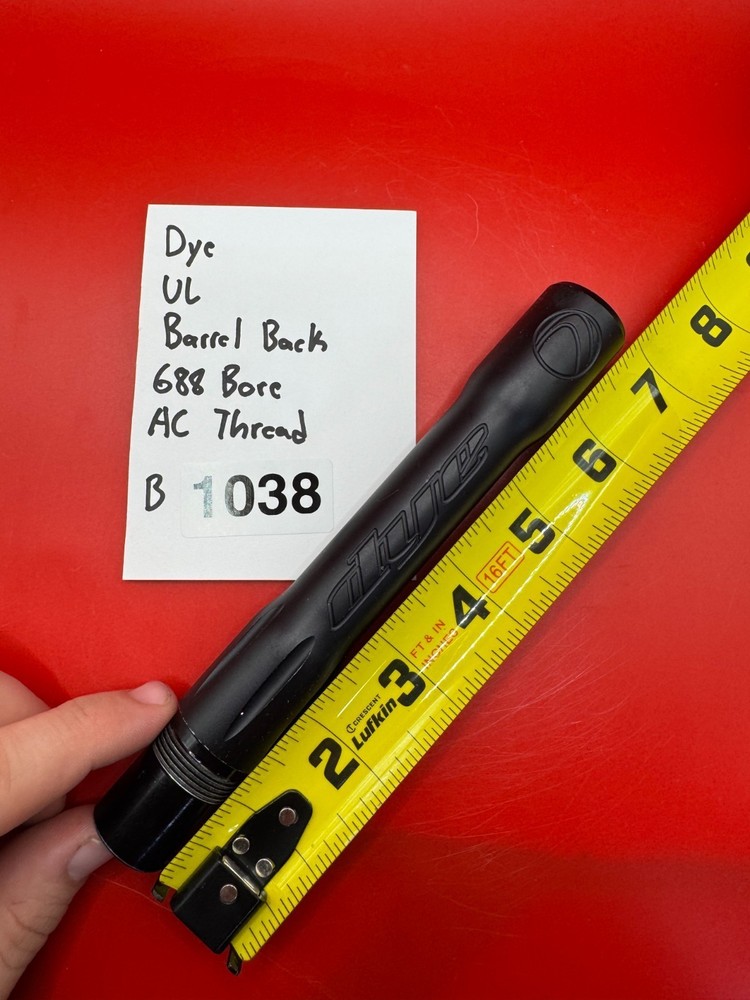 Dye
UL
Barrel Back
688 Bore
AC Thread
B 1038
dye
8
7
6
5
16FT
4
FT & IN
INCHES
3
CRESCENT
Lufkin
2